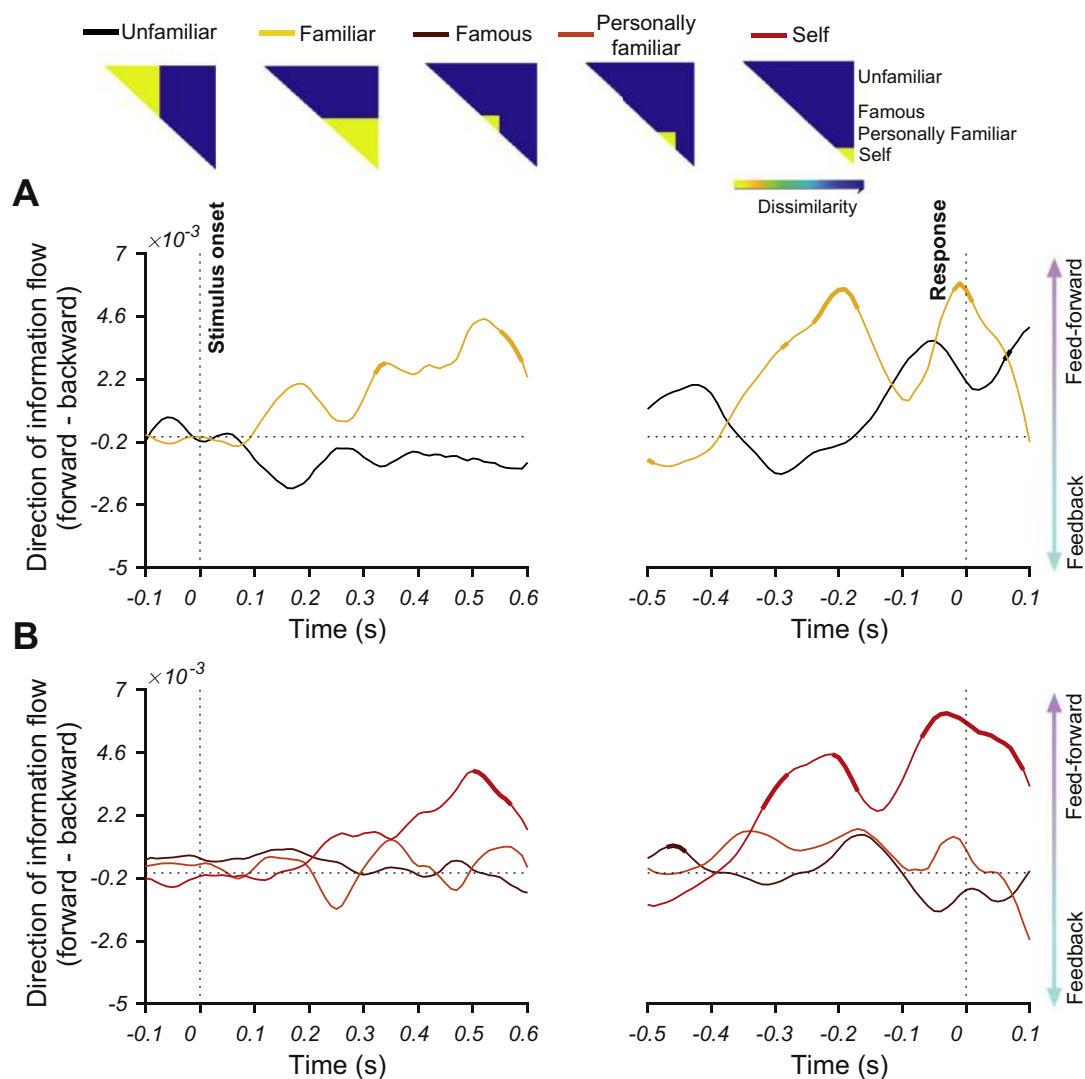 Unfamiliar
Familiar
Famous
Personally
familiar
Self
Unfamiliar
Famous
Personally Familiar
Self
Dissimilarity
A
×10⁻³
Stimulus onset
Response
7
4.6
2.2
-0.2
-2.6
-5
Direction of information flow
(forward - backward)
-0.1 0 0.1 0.2 0.3 0.4 0.5 0.6
Time (s)
-0.5 -0.4 -0.3 -0.2 -0.1 0 0.1
Time (s)
Feed-forward
Feedback
B
×10⁻³
7
4.6
2.2
-0.2
-2.6
-5
Direction of information flow
(forward - backward)
-0.1 0 0.1 0.2 0.3 0.4 0.5 0.6
Time (s)
-0.5 -0.4 -0.3 -0.2 -0.1 0 0.1
Time (s)
Feed-forward
Feedback